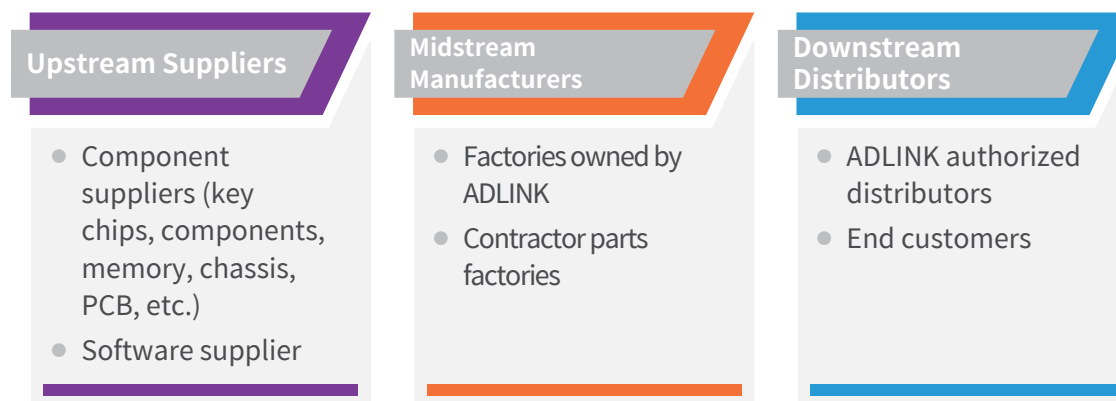 Upstream Suppliers
Component
suppliers (key
chips, components,
memory, chassis,
PCB, etc.)
Software supplier
Midstream
Manufacturers
Factories owned by
ADLINK
Contractor parts
factories
Downstream
Distributors
ADLINK authorized
distributors
End customers